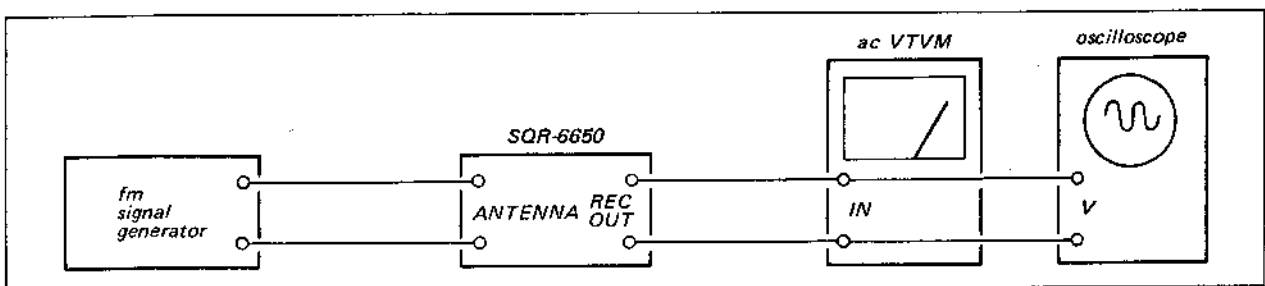 ac VTVM
oscilloscope
SQR-6650
fm
signal
generator
ANTENNA
REC
OUT
IN
V